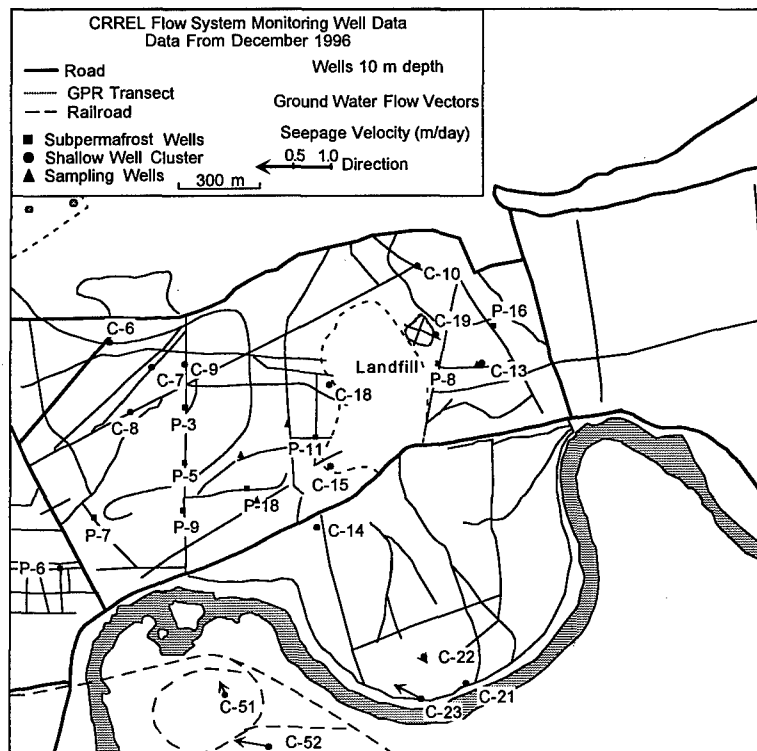 CRREL Flow System Monitoring Well Data
Data From December 1996
Road
Wells 10 m depth
GPR Transect
Ground Water Flow Vectors
Railroad
Seepage Velocity (m/day)
Subpermafrost Wells
0.5 1.0 Direction
Shallow Well Cluster
Sampling Wells
300 m
C-10
C-6
C-19
P-16
Landfill
C-7
C-9
C-18
P-8
C-13
C-8
P-3
P-11
P-5
C-15
P-18
P-7
P-9
C-14
P-6
C-22
C-51
C-21
C-23
C-52